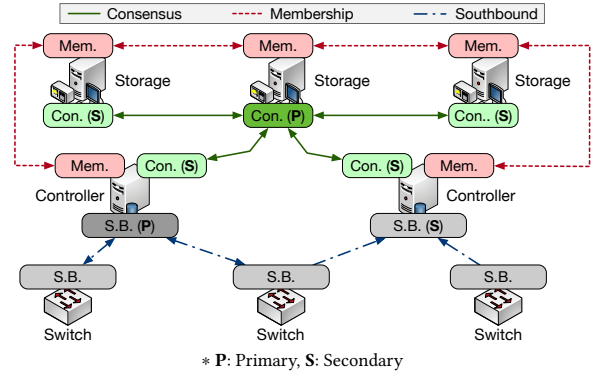 Consensus Membership Southbound
Mem. Mem. Mem.
Storage Storage Storage
Con. (S) Con. (P) Con.. (S)
Mem. Con. (S) Con. (S) Mem.
Controller Controller
S.B. (P) S.B. (S)
S.B. S.B. S.B.
Switch Switch Switch
* P: Primary, S: Secondary